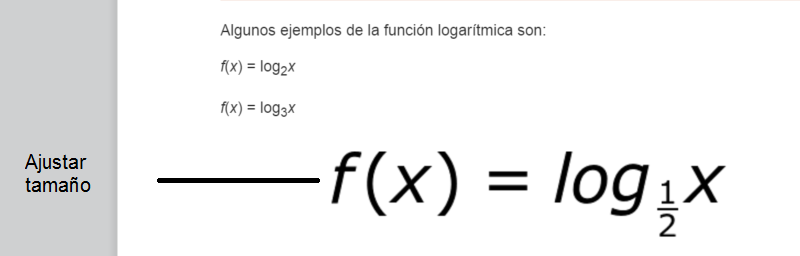 Algunos ejemplos de la función logarítmica son:
f(x) = log₂x
f(x) = log₃x
Ajustar
tamaño
f(x) = log½x